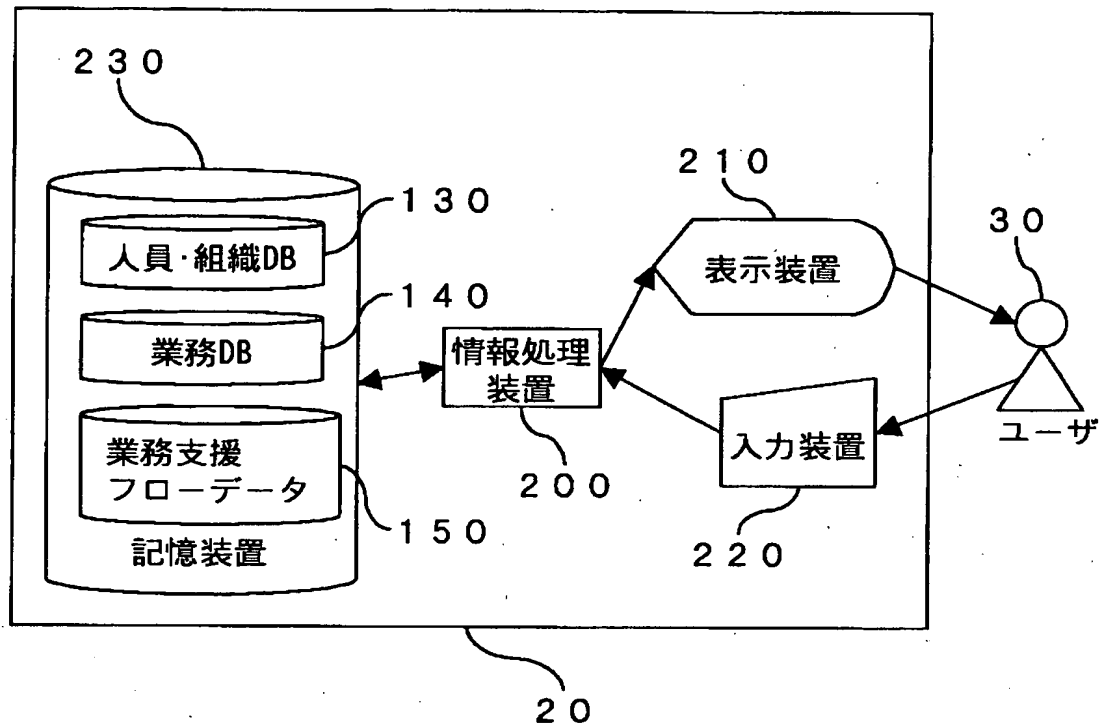 ２３０
２１０
１３０
３０
人員・組織DB
表示装置
１４０
業務DB
情報処理
装置
ユーザ
業務支援
フローデータ
入力装置
２００
１５０
２２０
記憶装置
２０